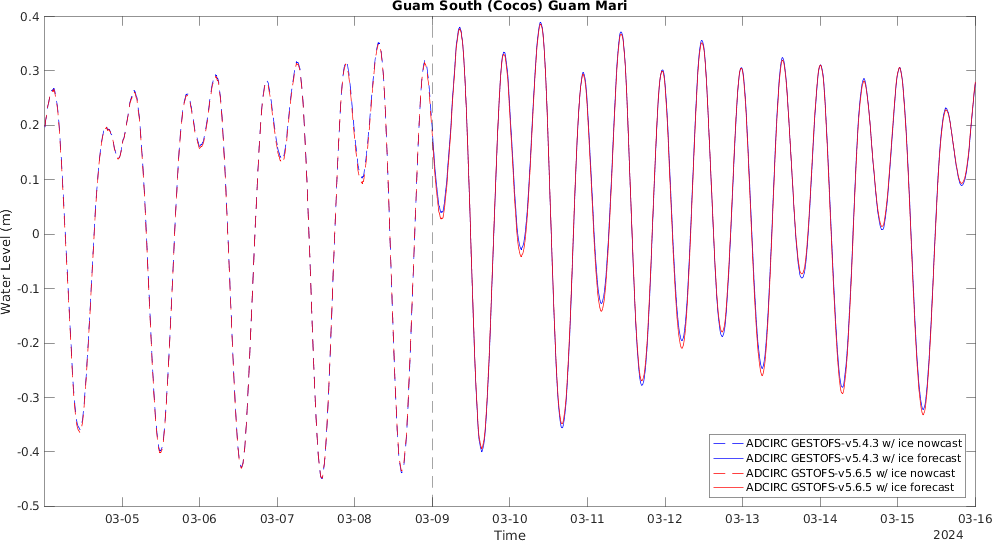 Guam South (Cocos) Guam Mari
0.4
0.3
0.2
0.1
0
-0.1
-0.2
-0.3
-0.4
-0.5
Water Level (m)
ADCIRC GESTOFS-v5.4.3 w/ ice nowcast
ADCIRC GESTOFS-v5.4.3 w/ ice forecast
ADCIRC GSTOFS-v5.6.5 w/ ice nowcast
ADCIRC GSTOFS-v5.6.5 w/ ice forecast
03-05 03-06 03-07 03-08 03-09 03-10 03-11 03-12 03-13 03-14 03-15 03-16
Time
2024